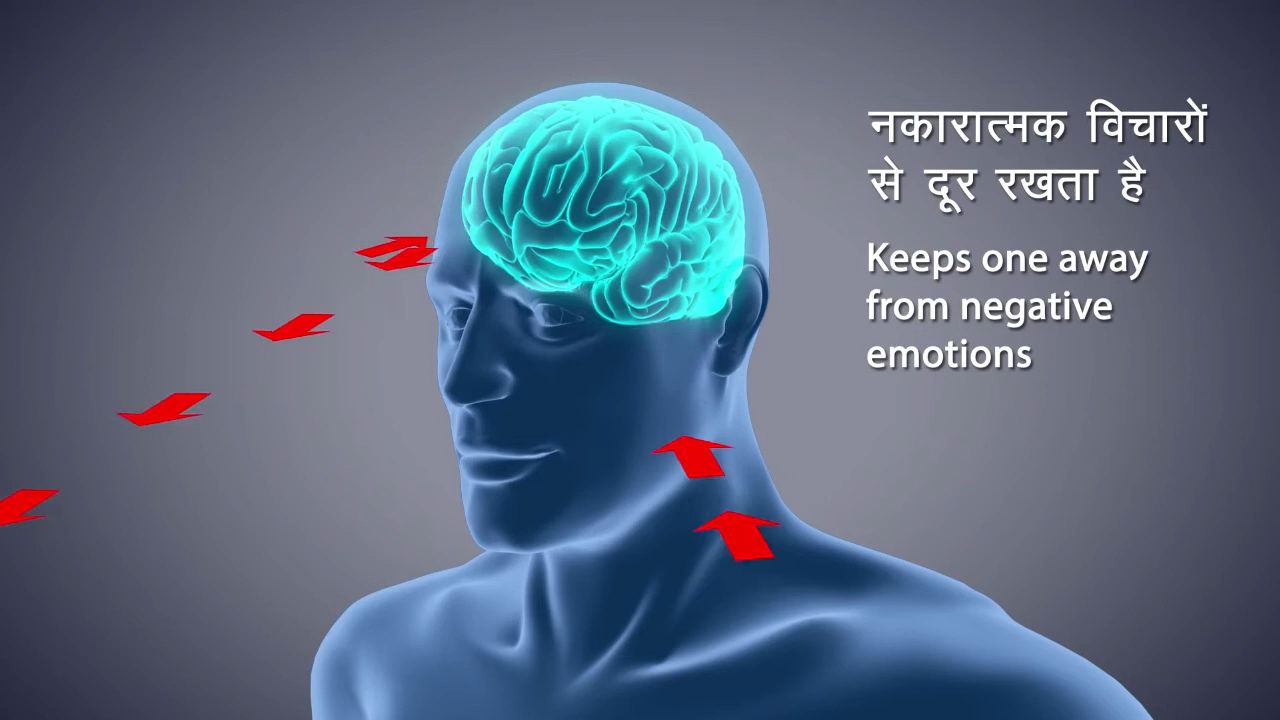 नकारात्मक विचारों
से दूर रखता है
Keeps one away
from negative
emotions